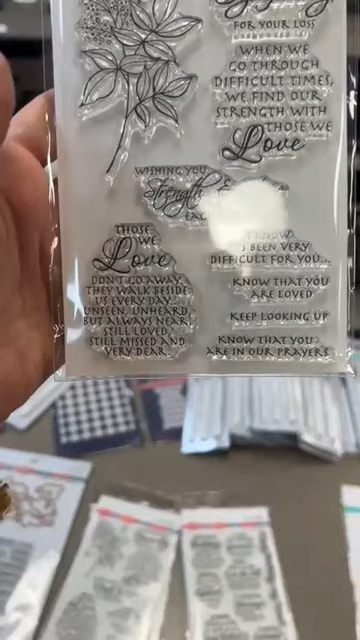 FOR YOUR LOSS
WHEN WE
GO THROUGH
DIFFICULT TIMES,
WE FIND OUR
STRENGTH WITH
THOSE WE
Love
WISHING YOU
Strength &
THOSE
WE
Love
DON'T GO AWAY,
THEY WALK BESIDE
US EVERY DAY...
UNSEEN, UNHEARD,
BUT ALWAYS NEAR;
STILL LOVED,
STILL MISSED AND
VERY DEAR.
KNOW
BEEN VERY
DIFFICULT FOR YOU...
KNOW THAT YOU
ARE LOVED
KEEP LOOKING UP
KNOW THAT YOU
ARE IN OUR PRAYERS